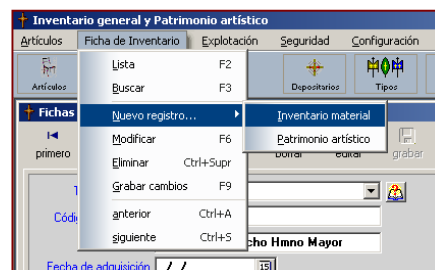 Inventario general y Patrimonio artístico
Artículos Ficha de Inventario Explotación Seguridad Configuración
Artículos Depositarios Tipos
Lista F2
Buscar F3
Nuevo registro...
Modificar F6
Eliminar Ctrl+Supr
Grabar cambios F9
anterior Ctrl+A
siguiente Ctrl+S
Inventario material
Patrimonio artístico
Fichas
primero borrar editar grabar
Códi
cho Hmno Mayor
Fecha de adquisición / / 15